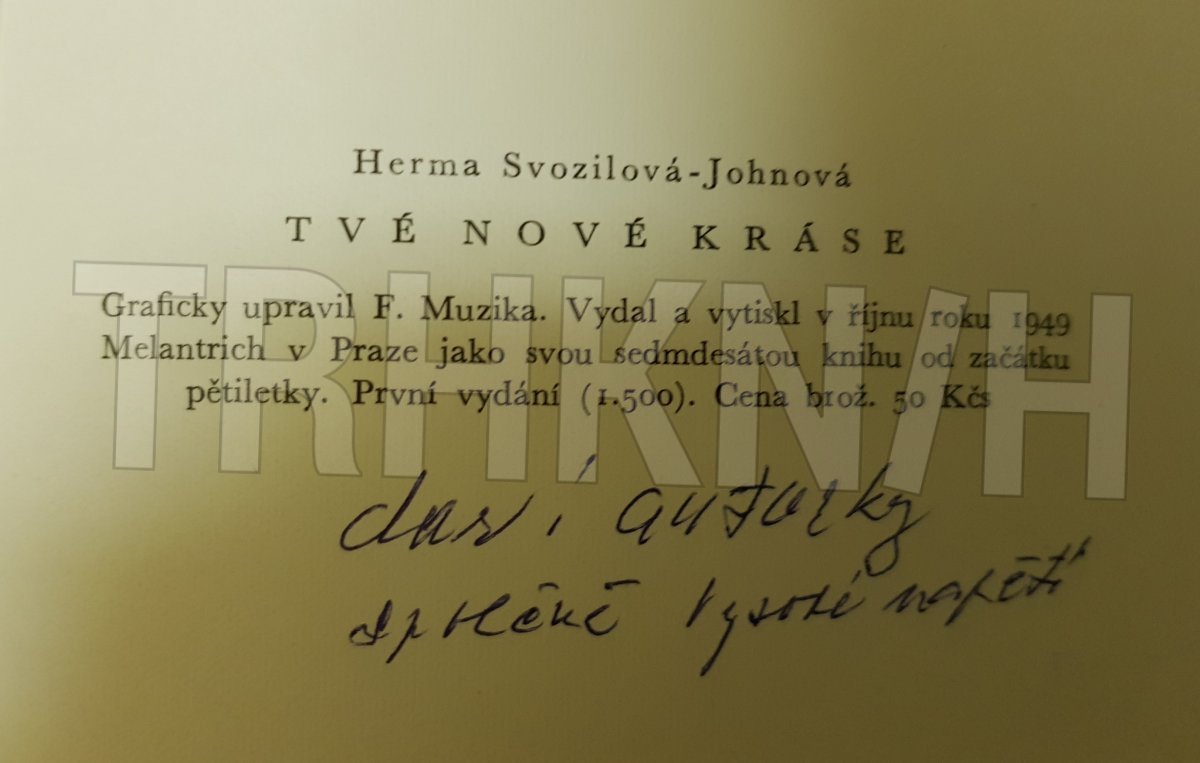 Herma Svozilová-Johnová
TVÉ NOVÉ KRÁSE
Graficky upravil F. Muzika. Vydal a vytiskl v říjnu roku 1949
Melantrich v Praze jako svou sedmdesátou knihu od začátku
pětiletky. První vydání (1.500). Cena brož. 50 Kčs
TRHKNIH
dar autorky
Vysoké napětí